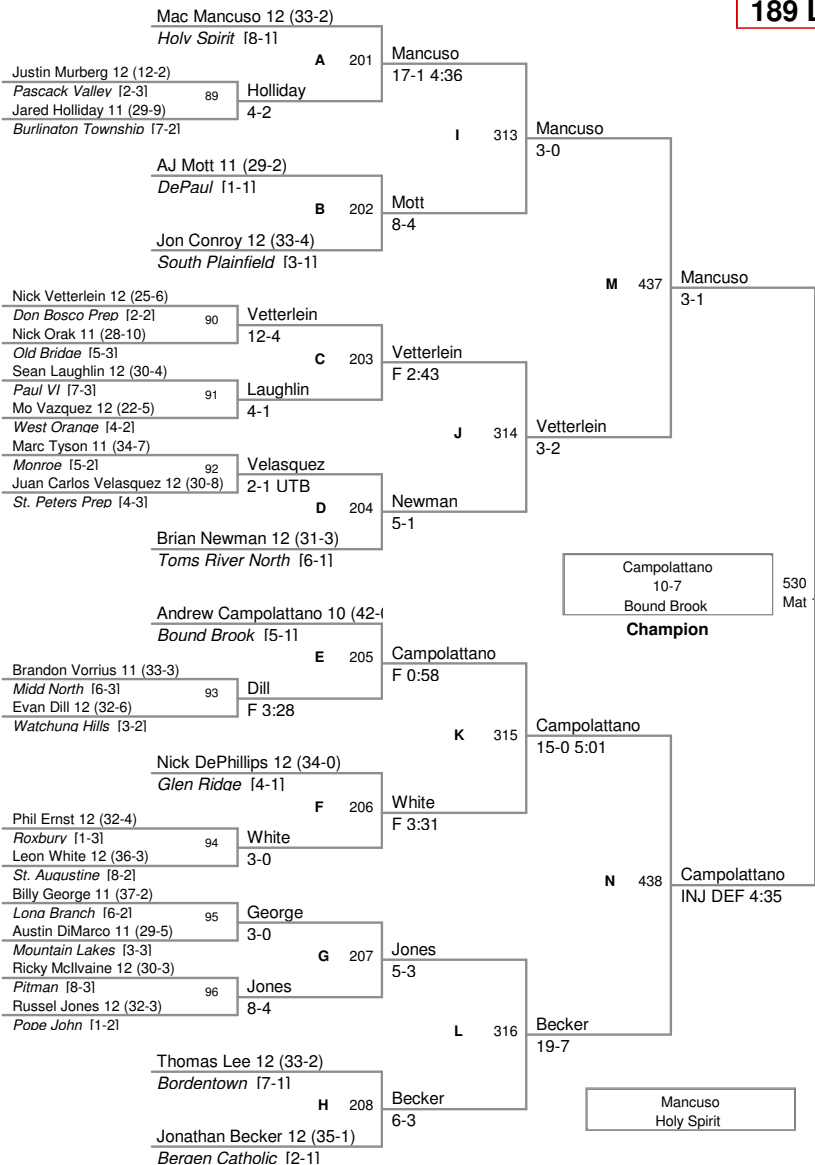 189 L
Mac Mancuso 12 (33-2)
Holy Spirit [8-1]
A 201
Mancuso
17-1 4:36
Justin Murberg 12 (12-2)
Pascack Valley [2-3]
89
Jared Holliday 11 (29-9)
Burlington Township [7-2]
Holliday
4-2
I 313
Mancuso
3-0
AJ Mott 11 (29-2)
DePaul [1-1]
B 202
Mott
8-4
Jon Conroy 12 (33-4)
South Plainfield [3-1]
M 437
Mancuso
3-1
Nick Vetterlein 12 (25-6)
Don Bosco Prep [2-2]
90
Nick Orak 11 (28-10)
Old Bridge [5-3]
Vetterlein
12-4
C 203
Vetterlein
F 2:43
Sean Laughlin 12 (30-4)
Paul VI [7-3]
91
Mo Vazquez 12 (22-5)
West Orange [4-2]
Laughlin
4-1
J 314
Vetterlein
3-2
Marc Tyson 11 (34-7)
Monroe [5-2]
92
Juan Carlos Velasquez 12 (30-8)
St. Peters Prep [4-3]
Velasquez
2-1 UTB
D 204
Newman
5-1
Brian Newman 12 (31-3)
Toms River North [6-1]
Campolattano
10-7
Bound Brook
530
Mat
Champion
Andrew Campolattano 10 (42-
Bound Brook [5-1]
E 205
Campolattano
F 0:58
Brandon Vorrius 11 (33-3)
Midd North [6-3]
93
Evan Dill 12 (32-6)
Watchung Hills [3-2]
Dill
F 3:28
K 315
Campolattano
15-0 5:01
Nick DePhillips 12 (34-0)
Glen Ridge [4-1]
F 206
White
F 3:31
Phil Ernst 12 (32-4)
Roxbury [1-3]
94
Leon White 12 (36-3)
St. Augustine [8-2]
White
3-0
N 438
Campolattano
INJ DEF 4:35
Billy George 11 (37-2)
Long Branch [6-2]
95
Austin DiMarco 11 (29-5)
Mountain Lakes [3-3]
George
3-0
G 207
Jones
5-3
Ricky McIlvaine 12 (30-3)
Pitman [8-3]
96
Russel Jones 12 (32-3)
Pope John [1-2]
Jones
8-4
L 316
Becker
19-7
Thomas Lee 12 (33-2)
Bordentown [7-1]
H 208
Becker
6-3
Jonathan Becker 12 (35-1)
Bergen Catholic [2-1]
Mancuso
Holy Spirit